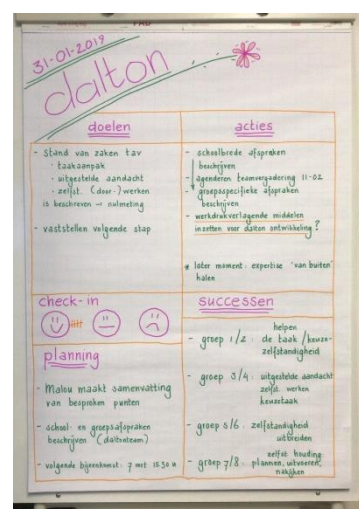 31-01-2019
dalton
doelen
- Stand van zaken tav
· taakaanpak
· uitgestelde aandacht
· zelfst. (door-) werken
is beschreven → nulmeting
- vaststellen volgende stap
acties
- schoolbrede afspraken
beschrijven
- agenderen teamvergadering 11-02
- groepsspecifieke afspraken
beschrijven
- werkdrukverlagende middelen
inzetten voor dalton ontwikkeling?
* later moment: expertise 'van buiten'
halen
check-in
planning
- Malou maakt samenvatting
van besproken punten
- school- en groepsafspraken
beschrijven (daltonteam)
- volgende bijeenkomst: 7 mrt 15.30 u
successen
helpen
- groep 1/2: de taak/keuze-
zelfstandigheid
- groep 3/4: uitgestelde aandacht
zelfst. werken
keuzetaak
- groep 5/6: zelfstandigheid
uitbreiden
zelfst houding:
- groep 7/8: plannen, uitvoeren,
nakijken